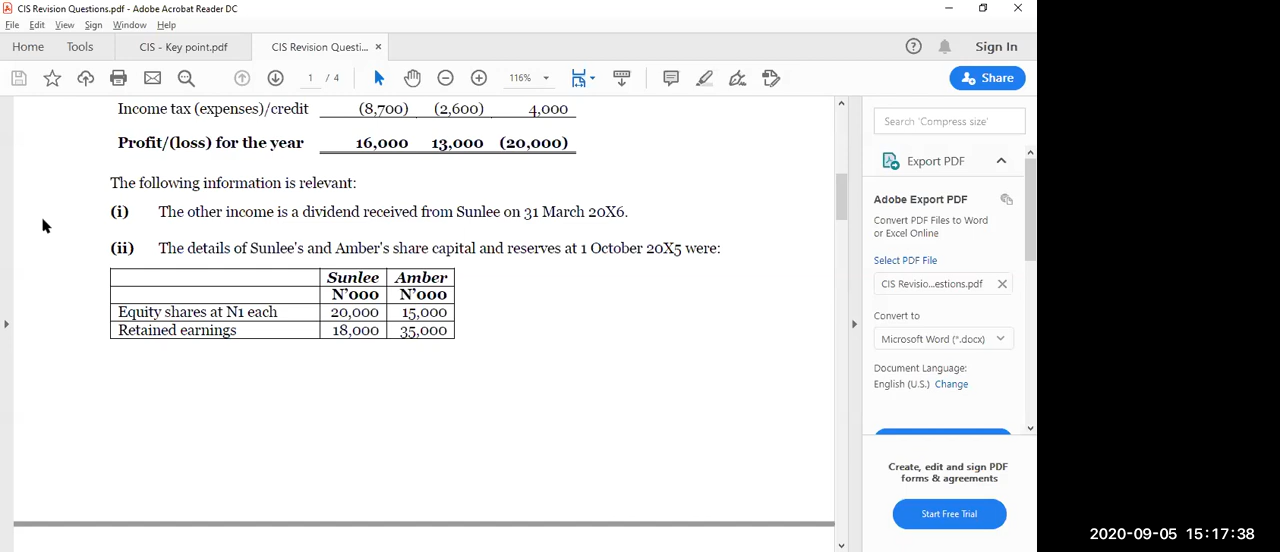 CIS Revision Questions.pdf - Adobe Acrobat Reader DC
File Edit View Sign Window Help
Home Tools CIS - Key point.pdf CIS Revision Questi... × Sign In
1 / 4 116% Share
Income tax (expenses)/credit (8,700) (2,600) 4,000
Profit/(loss) for the year 16,000 13,000 (20,000)
The following information is relevant:
(i) The other income is a dividend received from Sunlee on 31 March 20X6.
(ii) The details of Sunlee's and Amber's share capital and reserves at 1 October 20X5 were:
Sunlee Amber
N'000 N'000
Equity shares at N1 each 20,000 15,000
Retained earnings 18,000 35,000
Search 'Compress size'
Export PDF
Adobe Export PDF
Convert PDF Files to Word
or Excel Online
Select PDF File
CIS Revisio...estions.pdf
Convert to
Microsoft Word (*.docx)
Document Language:
English (U.S.) Change
Create, edit and sign PDF
forms & agreements
Start Free Trial
2020-09-05 15:17:38